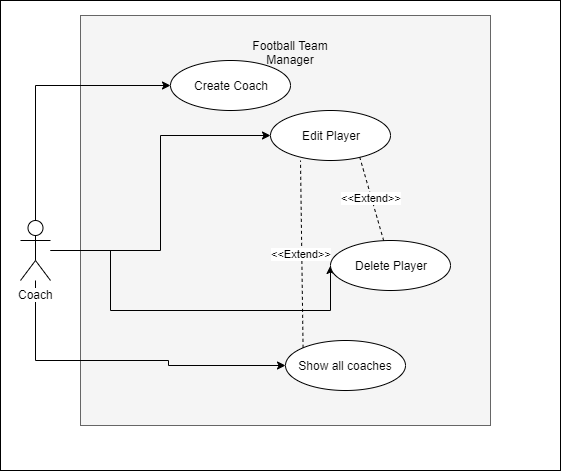 Football Team
Manager
Create Coach
Edit Player
<<Extend>>
<<Extend>>
Delete Player
Coach
Show all coaches